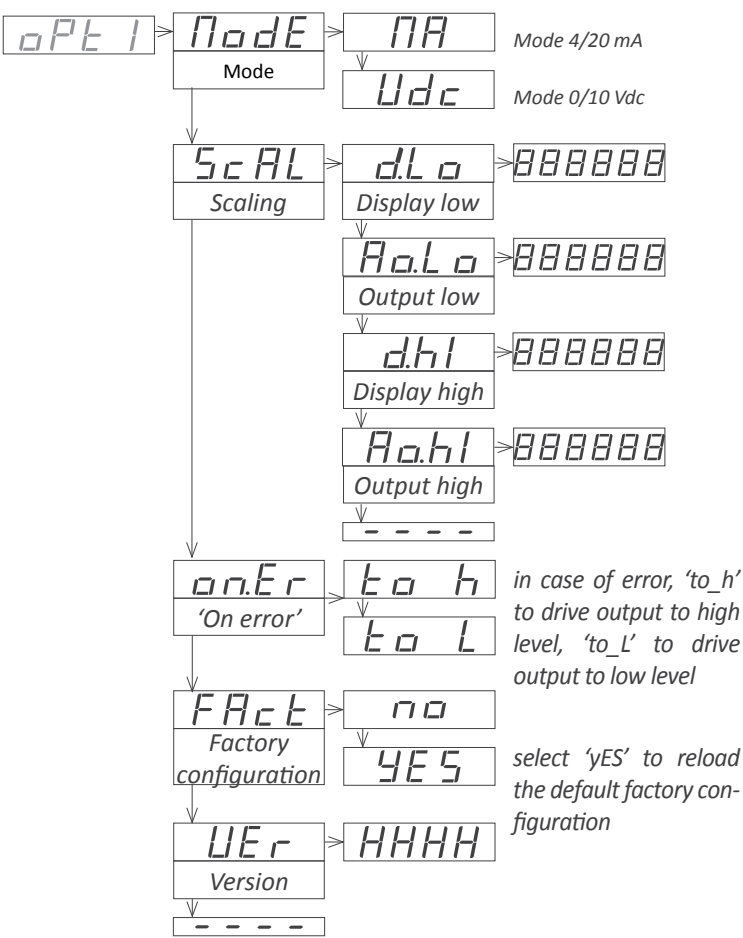 oPt1 ModE MA Mode 4/20 mA
Mode
Udc Mode 0/10 Vdc
ScAL d.Lo 888888
Scaling Display low
Ao.Lo 888888
Output low
d.hI 888888
Display high
Ao.hI 888888
Output high
----
on.Er to h
'On error'
to L
in case of error, 'to_h'
to drive output to high
level, 'to_L' to drive
output to low level
FAct no
Factory
configuration
yES
select 'yES' to reload
the default factory con-
figuration
VEr HHHH
Version
----